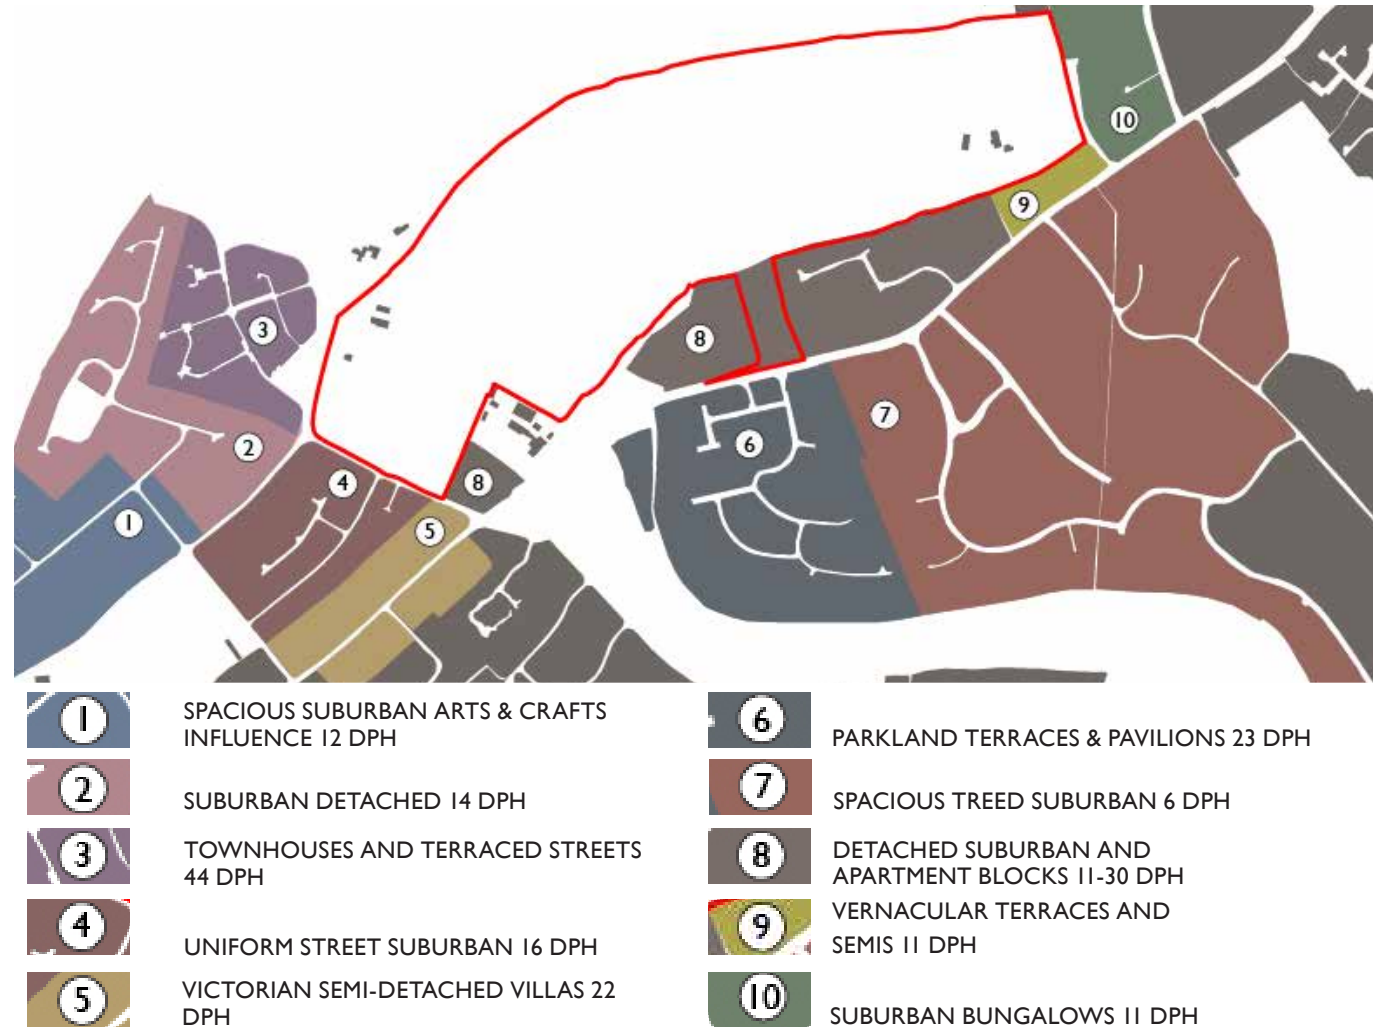 10
9
3
8
7
6
2
4
8
5
1
1
SPACIOUS SUBURBAN ARTS & CRAFTS
INFLUENCE 12 DPH
2
SUBURBAN DETACHED 14 DPH
3
TOWNHOUSES AND TERRACED STREETS
44 DPH
4
UNIFORM STREET SUBURBAN 16 DPH
5
VICTORIAN SEMI-DETACHED VILLAS 22
DPH
6
PARKLAND TERRACES & PAVILIONS 23 DPH
7
SPACIOUS TREED SUBURBAN 6 DPH
8
DETACHED SUBURBAN AND
APARTMENT BLOCKS 11-30 DPH
9
VERNACULAR TERRACES AND
SEMIS 11 DPH
10
SUBURBAN BUNGALOWS 11 DPH